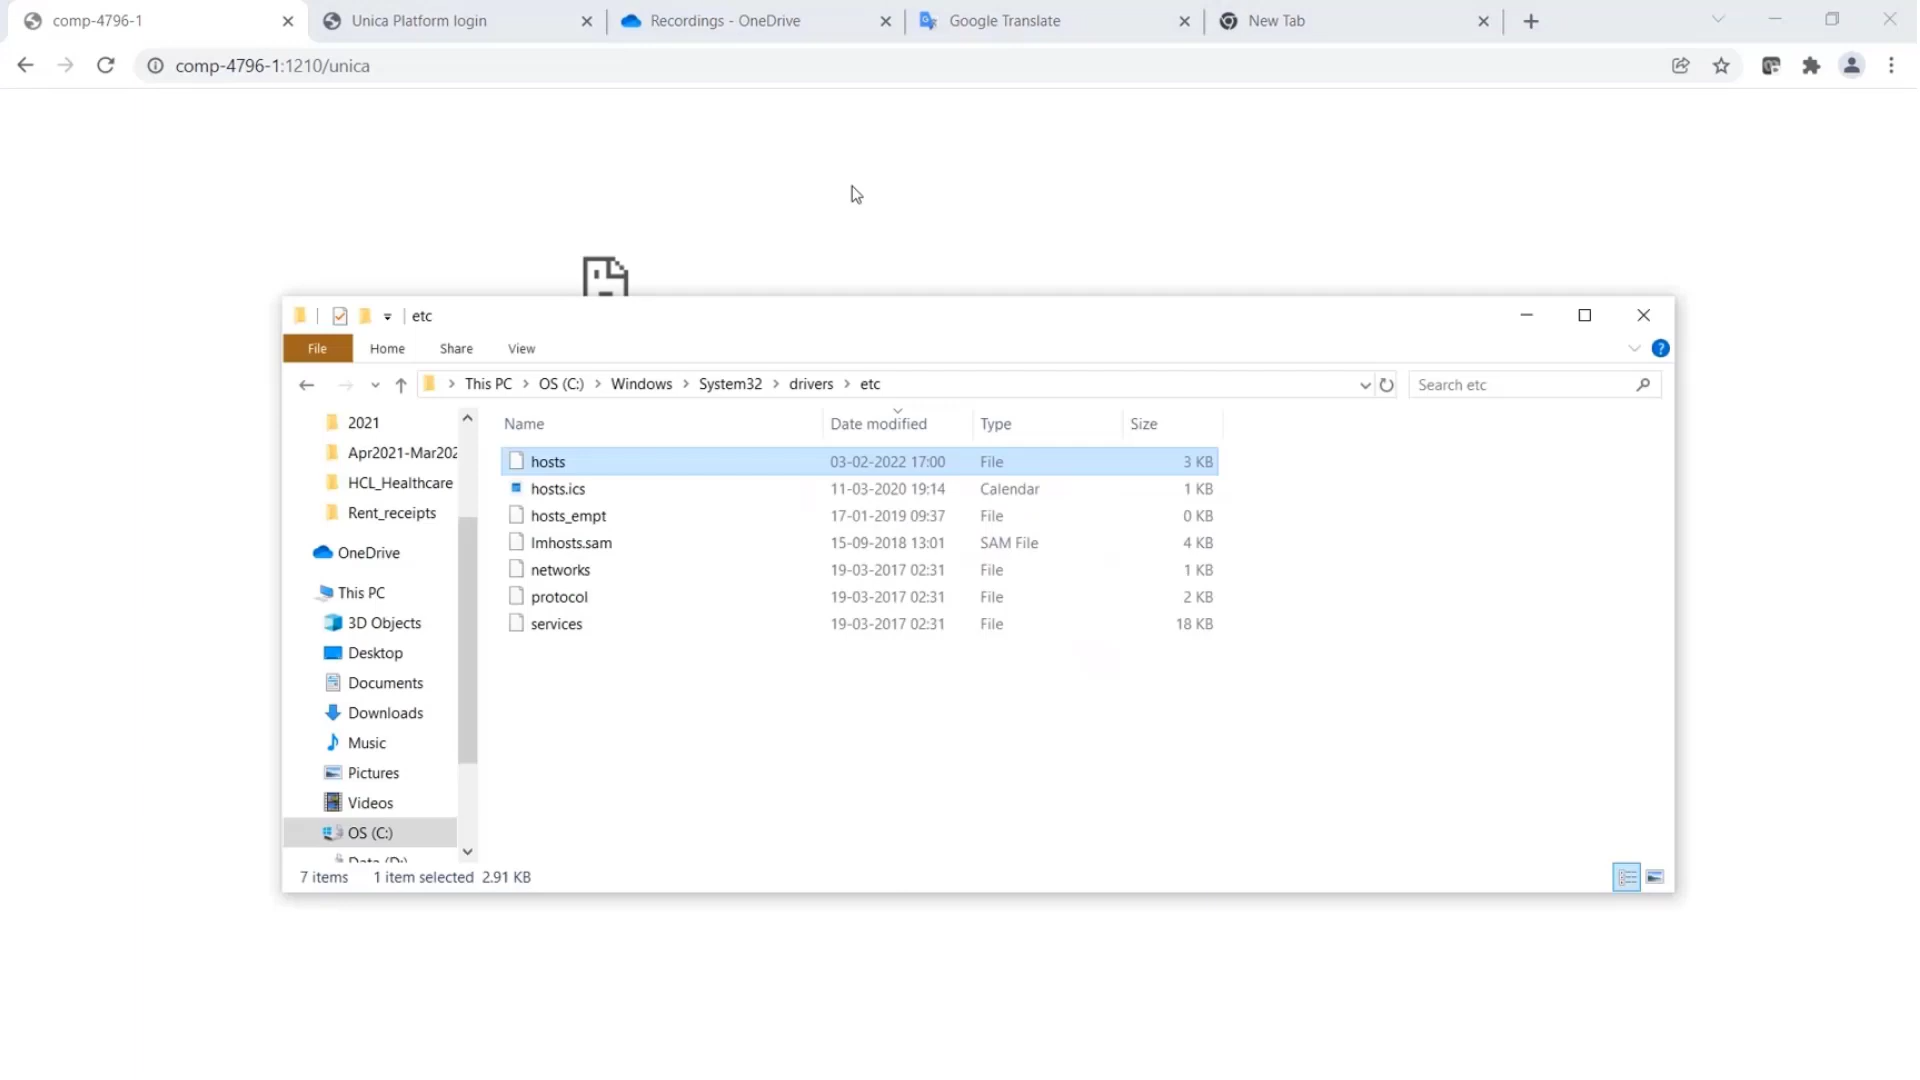 comp-4796-1
Unica Platform login
Recordings - OneDrive
Google Translate
New Tab
comp-4796-1:1210/unica
etc
File
Home
Share
View
This PC
OS (C:)
Windows
System32
drivers
etc
Search etc
Name
Date modified
Type
Size
hosts 03-02-2022 17:00 File 3 KB
hosts.ics 11-03-2020 19:14 Calendar 1 KB
hosts_empt 17-01-2019 09:37 File 0 KB
lmhosts.sam 15-09-2018 13:01 SAM File 4 KB
networks 19-03-2017 02:31 File 1 KB
protocol 19-03-2017 02:31 File 2 KB
services 19-03-2017 02:31 File 18 KB
2021
Apr2021-Mar202
HCL_Healthcare
Rent_receipts
OneDrive
This PC
3D Objects
Desktop
Documents
Downloads
Music
Pictures
Videos
OS (C:)
Data (D:)
7 items 1 item selected 2.91 KB